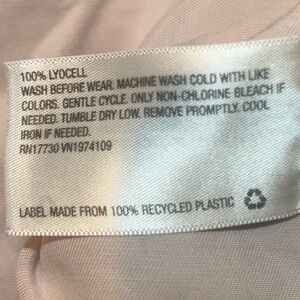 100% LYOCELL
WASH BEFORE WEAR. MACHINE WASH COLD WITH LIKE
COLORS. GENTLE CYCLE. ONLY NON-CHLORINE BLEACH IF
NEEDED. TUMBLE DRY LOW. REMOVE PROMPTLY. COOL
IRON IF NEEDED.
RN17730 VN1974109
LABEL MADE FROM 100% RECYCLED PLASTIC